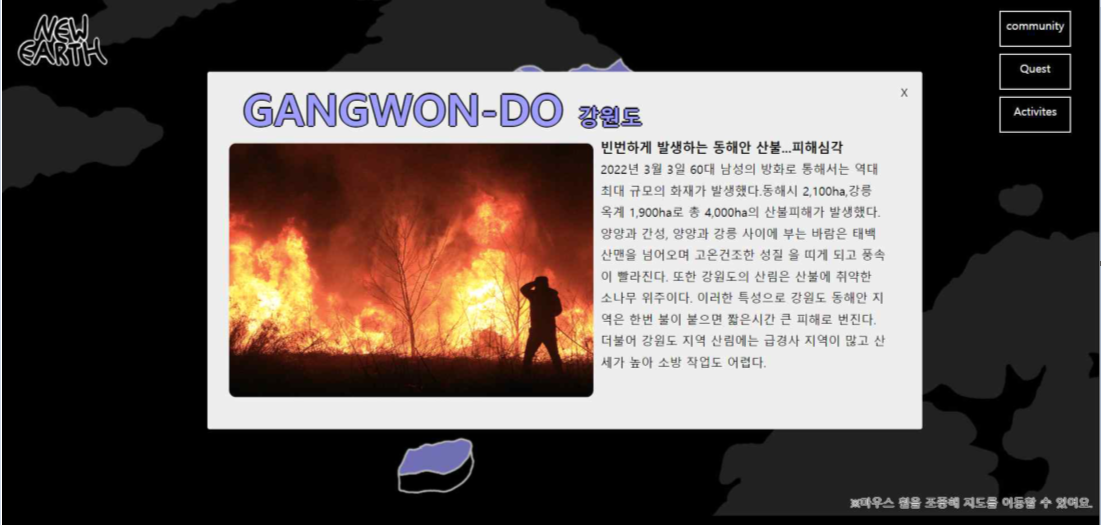 NEW
EARTH
community
Quest
Activites
X
GANGWON-DO 강원도
빈번하게 발생하는 동해안 산불...피해심각
2022년 3월 3일 60대 남성의 방화로 통해서는 역대
최대 규모의 화재가 발생했다.동해시 2,100ha,강릉
옥계 1,900ha로 총 4,000ha의 산불피해가 발생했다.
양양과 간성, 양양과 강릉 사이에 부는 바람은 태백
산맨을 넘어오며 고온건조한 성질 을 띠게 되고 풍속
이 빨라진다. 또한 강원도의 산림은 산불에 취약한
소나무 위주이다. 이러한 특성으로 강원도 동해안 지
역은 한번 불이 붙으면 짧은시간 큰 피해로 번진다.
더불어 강원도 지역 산림에는 급경사 지역이 많고 산
세가 높아 소방 작업도 어렵다.
※마우스 휠을 조종해 지도를 이동할 수 있어요.